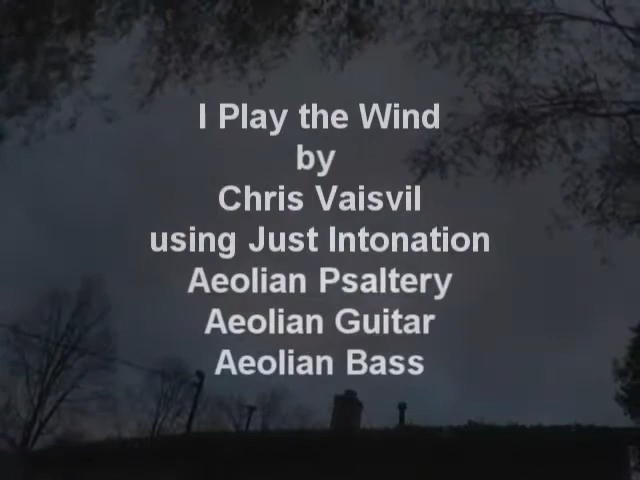 I Play the Wind
by
Chris Vaisvil
using Just Intonation
Aeolian Psaltery
Aeolian Guitar
Aeolian Bass